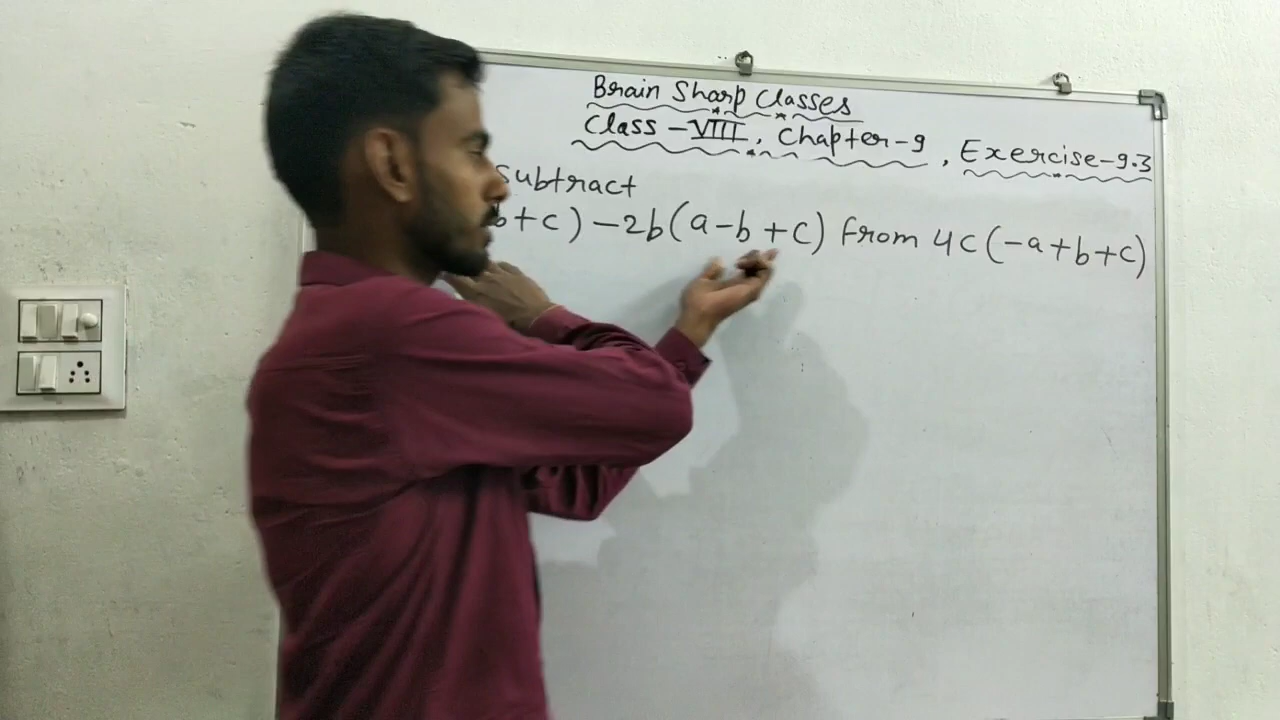 Brain Sharp Classes
Class - VIII, Chapter - 9, Exercise - 9.3
Subtract
b + c) - 2b(a - b + c) from 4c(-a + b + c)